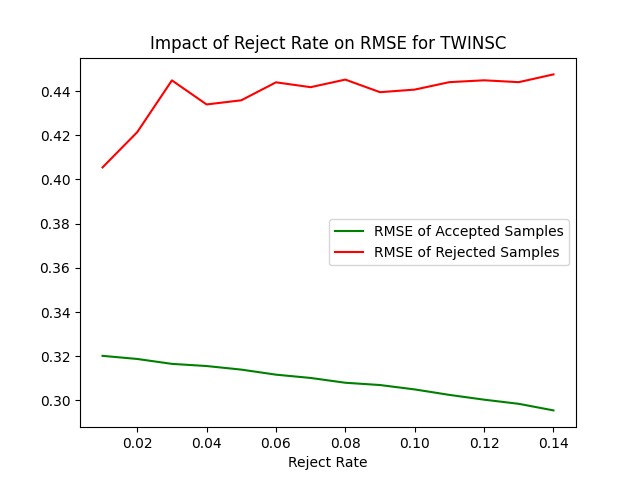 Impact of Reject Rate on RMSE for TWINSC
0.44
0.42
0.40
0.38
0.36
0.34
0.32
0.30
RMSE of Accepted Samples
RMSE of Rejected Samples
0.02 0.04 0.06 0.08 0.10 0.12 0.14
Reject Rate